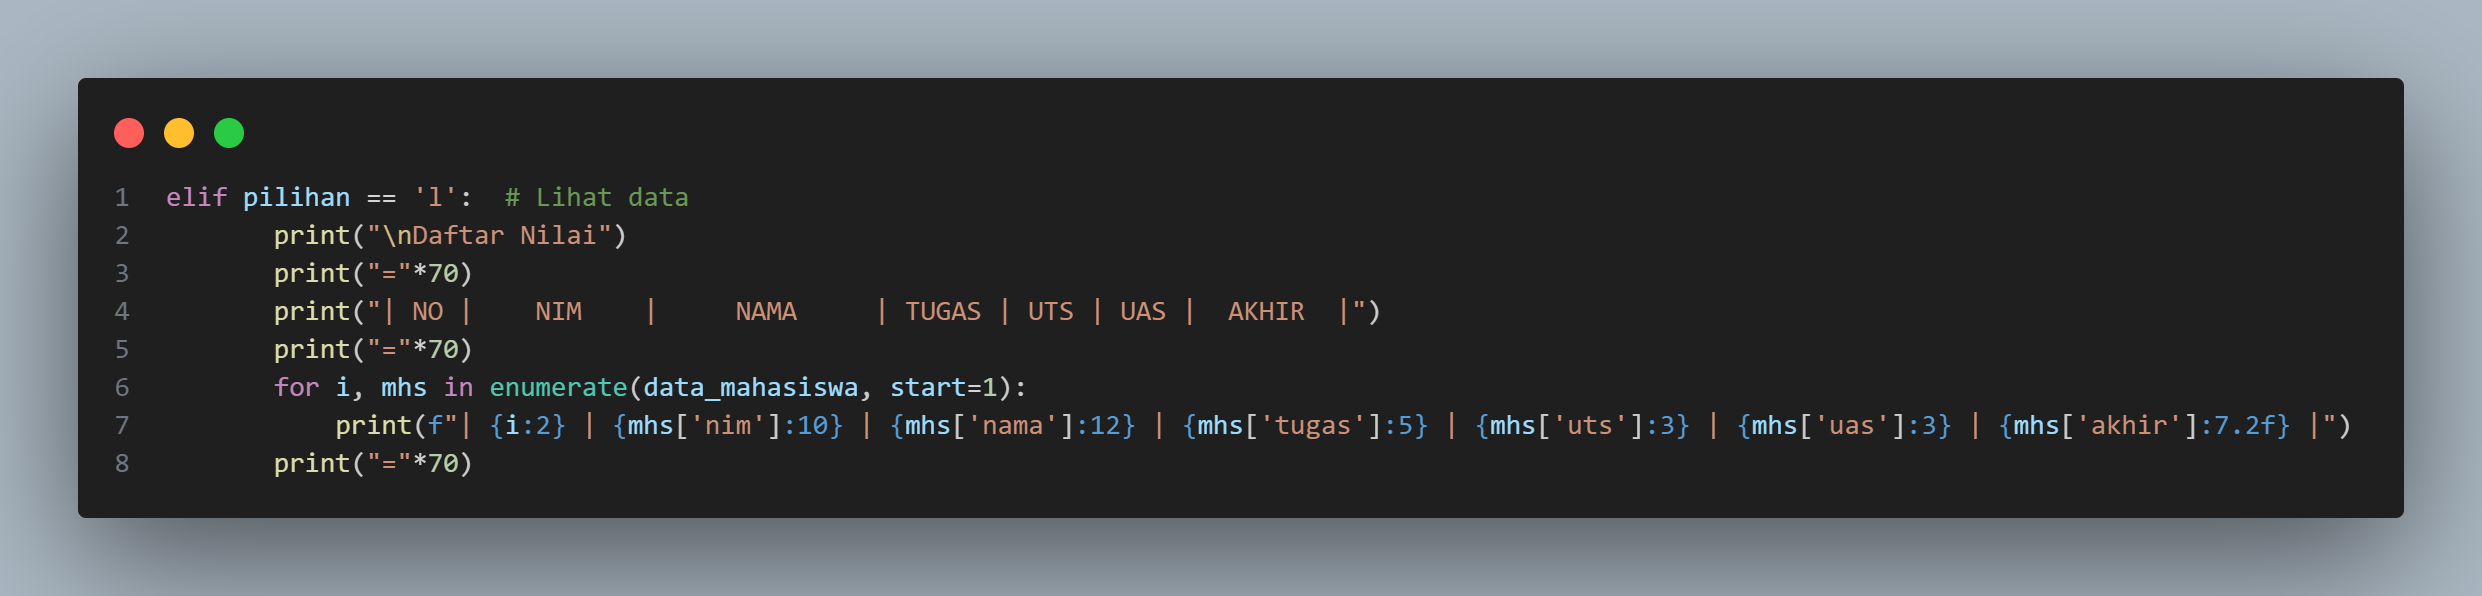 1 elif pilihan == 'l':  # Lihat data
2        print("\nDaftar Nilai")
3        print("="*70)
4        print("| NO |    NIM    |     NAMA     | TUGAS | UTS | UAS |  AKHIR  |")
5        print("="*70)
6        for i, mhs in enumerate(data_mahasiswa, start=1):
7            print(f"| {i:2} | {mhs['nim']:10} | {mhs['nama']:12} | {mhs['tugas']:5} | {mhs['uts']:3} | {mhs['uas']:3} | {mhs['akhir']:7.2f} |")
8        print("="*70)